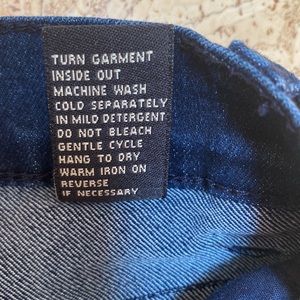 TURN GARMENT
INSIDE OUT
MACHINE WASH
COLD SEPARATELY
IN MILD DETERGENT
DO NOT BLEACH
GENTLE CYCLE
HANG TO DRY
WARM IRON ON
REVERSE
IF NECESSARY